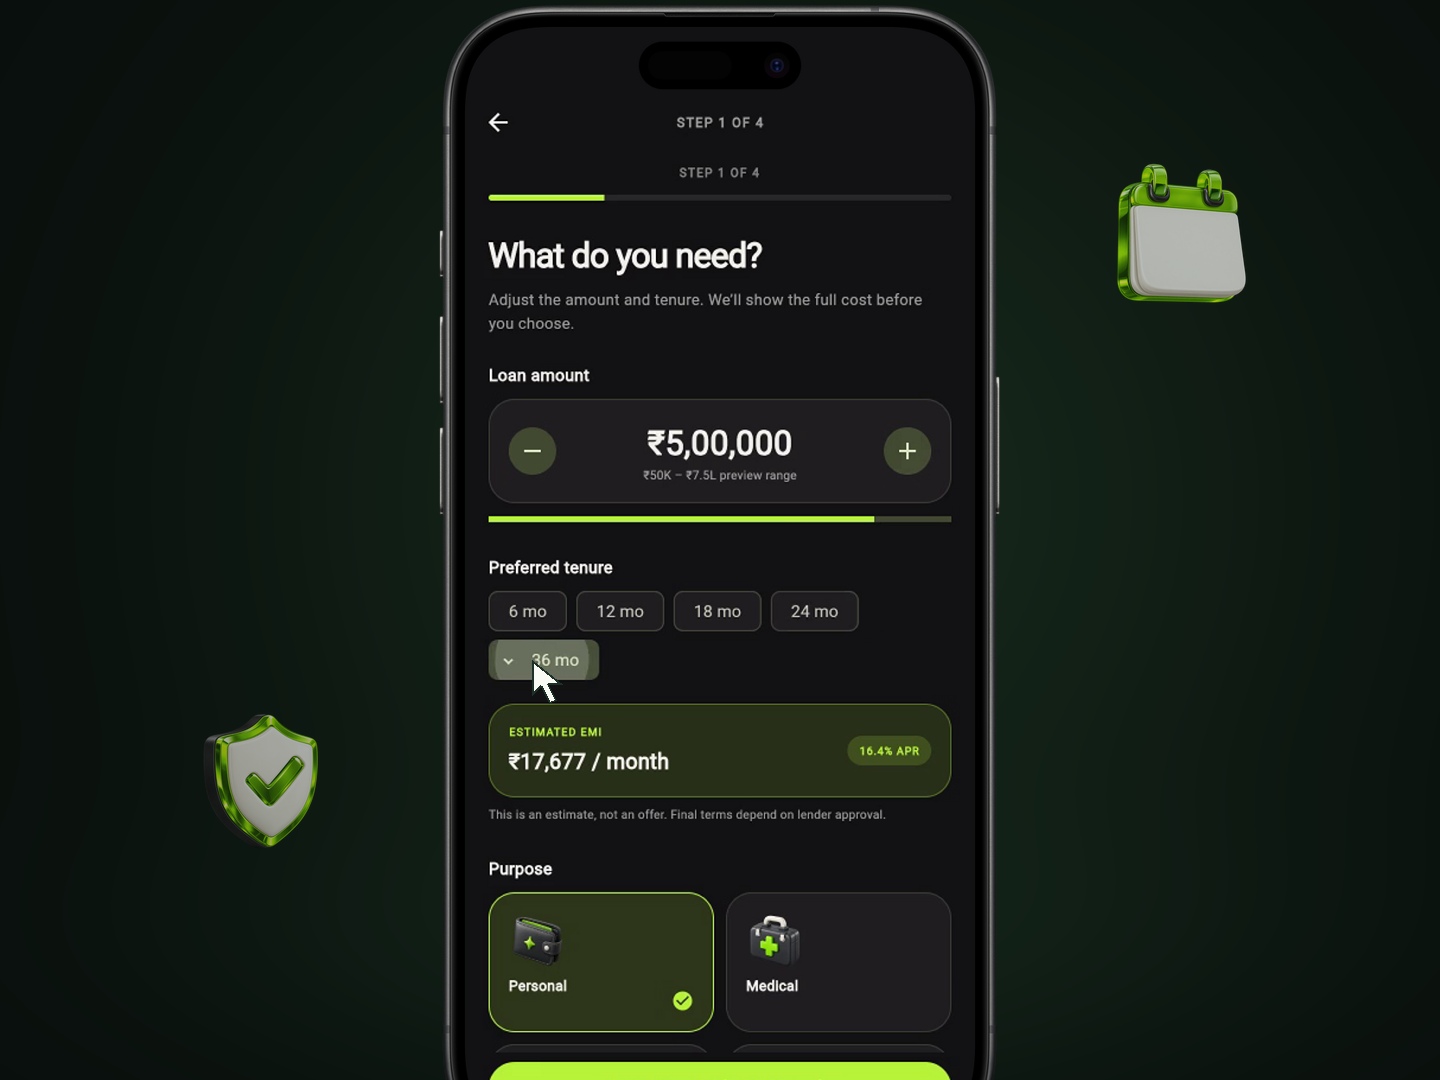 STEP 1 OF 4
STEP 1 OF 4
What do you need?
Adjust the amount and tenure. We’ll show the full cost before
you choose.
Loan amount
₹5,00,000
₹50K – ₹7.5L preview range
Preferred tenure
6 mo
12 mo
18 mo
24 mo
36 mo
ESTIMATED EMI
₹17,677 / month
16.4% APR
This is an estimate, not an offer. Final terms depend on lender approval.
Purpose
Personal
Medical